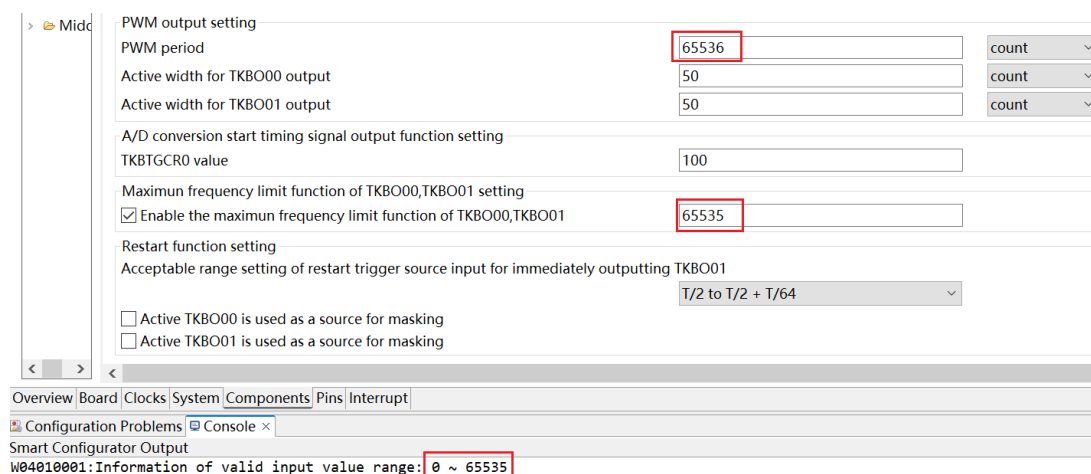 Midd
PWM output setting
PWM period 65536 count
Active width for TKBO00 output 50 count
Active width for TKBO01 output 50 count
A/D conversion start timing signal output function setting
TKBTGCR0 value 100
Maximun frequency limit function of TKBO00,TKBO01 setting
Enable the maximun frequency limit function of TKBO00,TKBO01 65535
Restart function setting
Acceptable range setting of restart trigger source input for immediately outputting TKBO01
T/2 to T/2 + T/64
Active TKBO00 is used as a source for masking
Active TKBO01 is used as a source for masking
Overview Board Clocks System Components Pins Interrupt
Configuration Problems Console ×
Smart Configurator Output
W04010001:Information of valid input value range: 0 ~ 65535